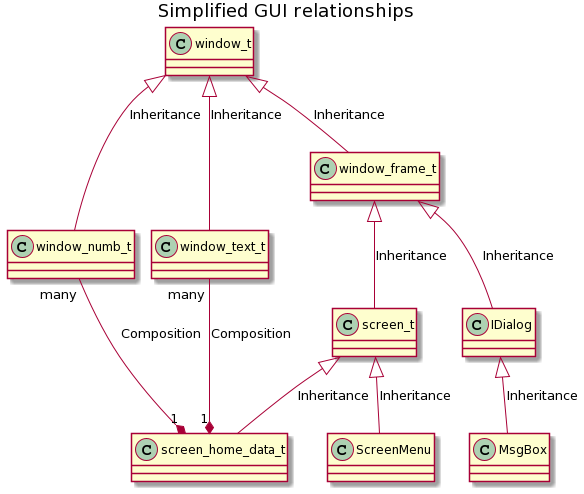 Simplified GUI relationships
C window_t
Inheritance
Inheritance
Inheritance
C window_frame_t
C window_numb_t
C window_text_t
Inheritance
Inheritance
many
many
C screen_t
C IDialog
Composition
Composition
Inheritance
Inheritance
Inheritance
1
1
C screen_home_data_t
C ScreenMenu
C MsgBox